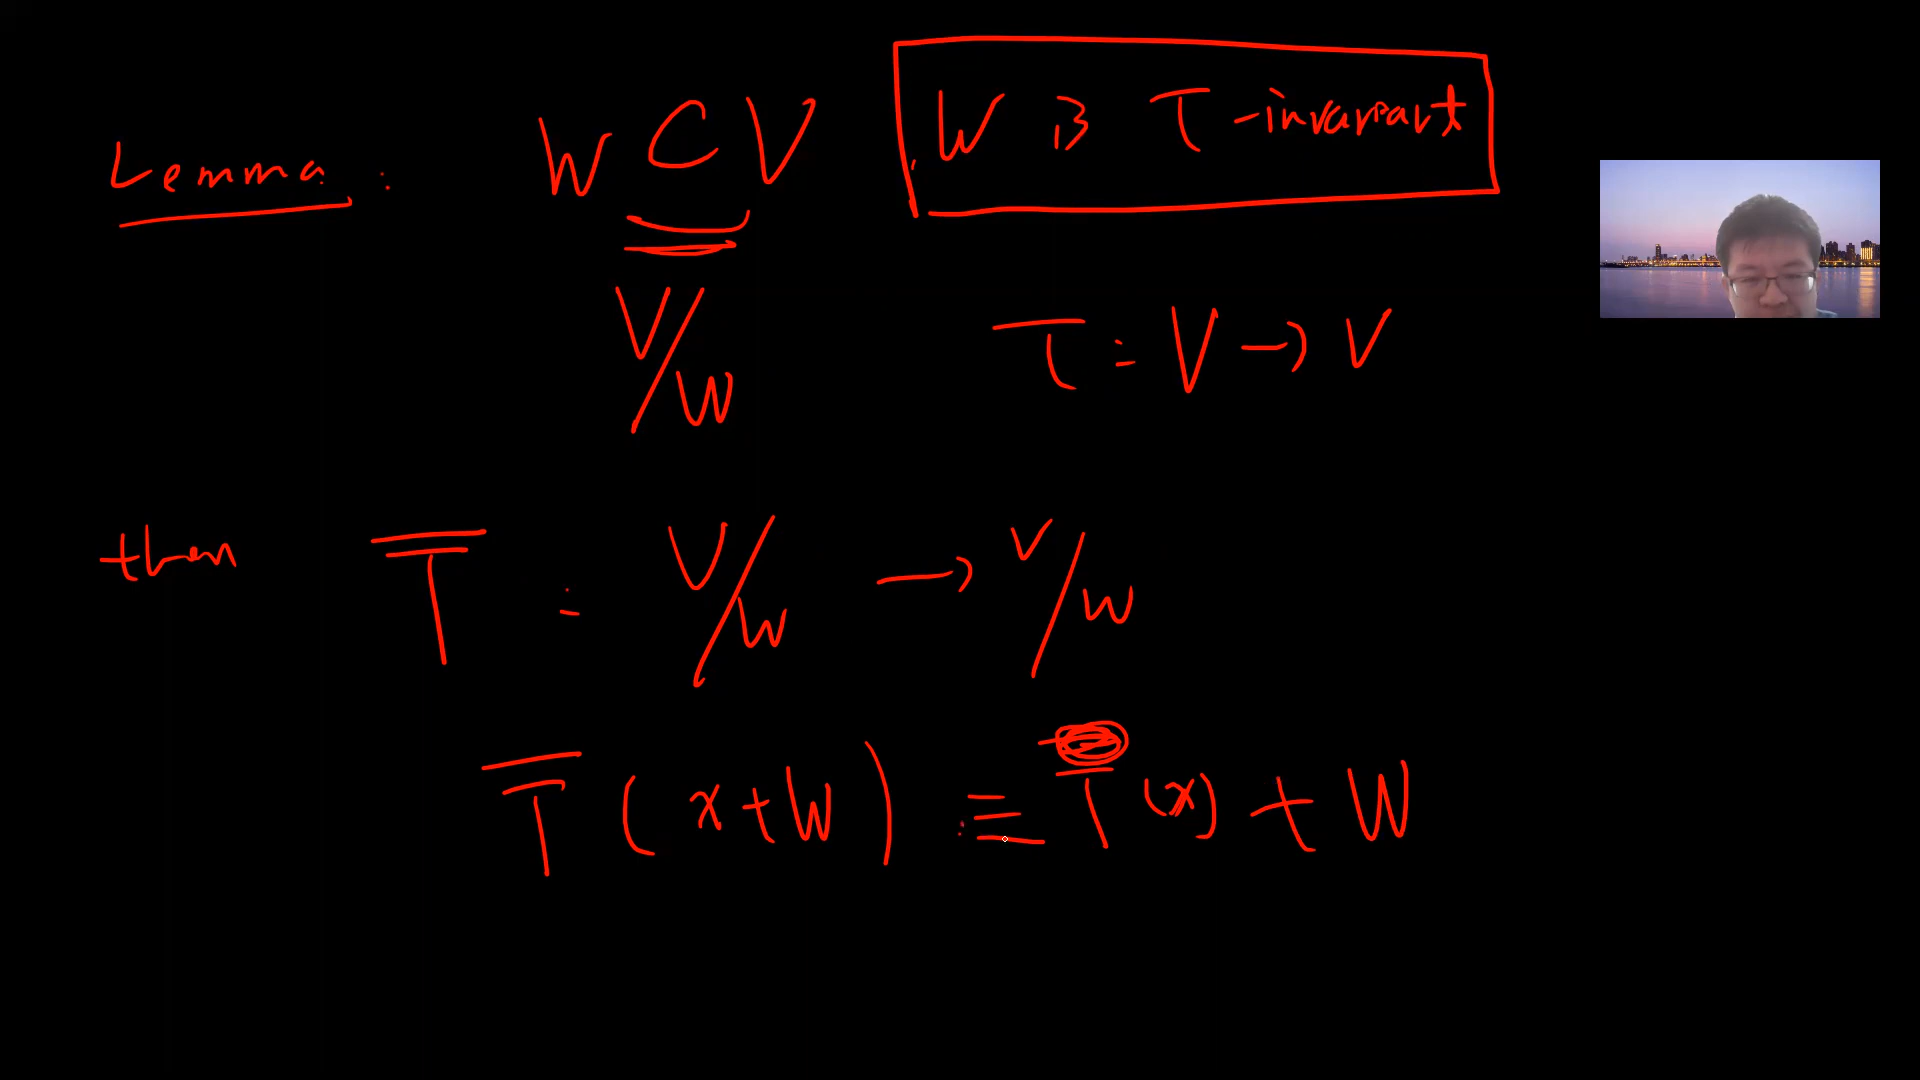 Lemma : W ⊂ V W is T-invariant
V/W T : V → V
then T̄ : V/W → V/W
T̄ (x+W) ≡ T(x) + W